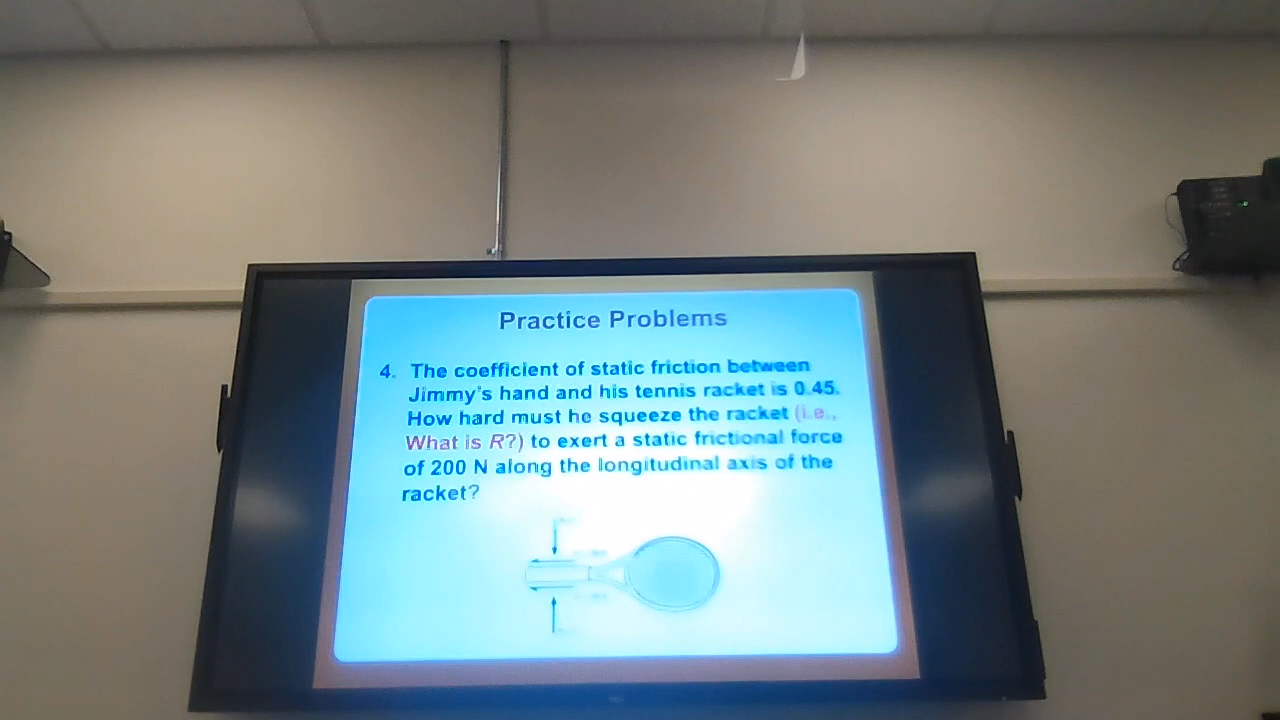 Practice Problems
4. The coefficient of static friction between
Jimmy's hand and his tennis racket is 0.45.
How hard must he squeeze the racket (i.e.,
What is R?) to exert a static frictional force
of 200 N along the longitudinal axis of the
racket?